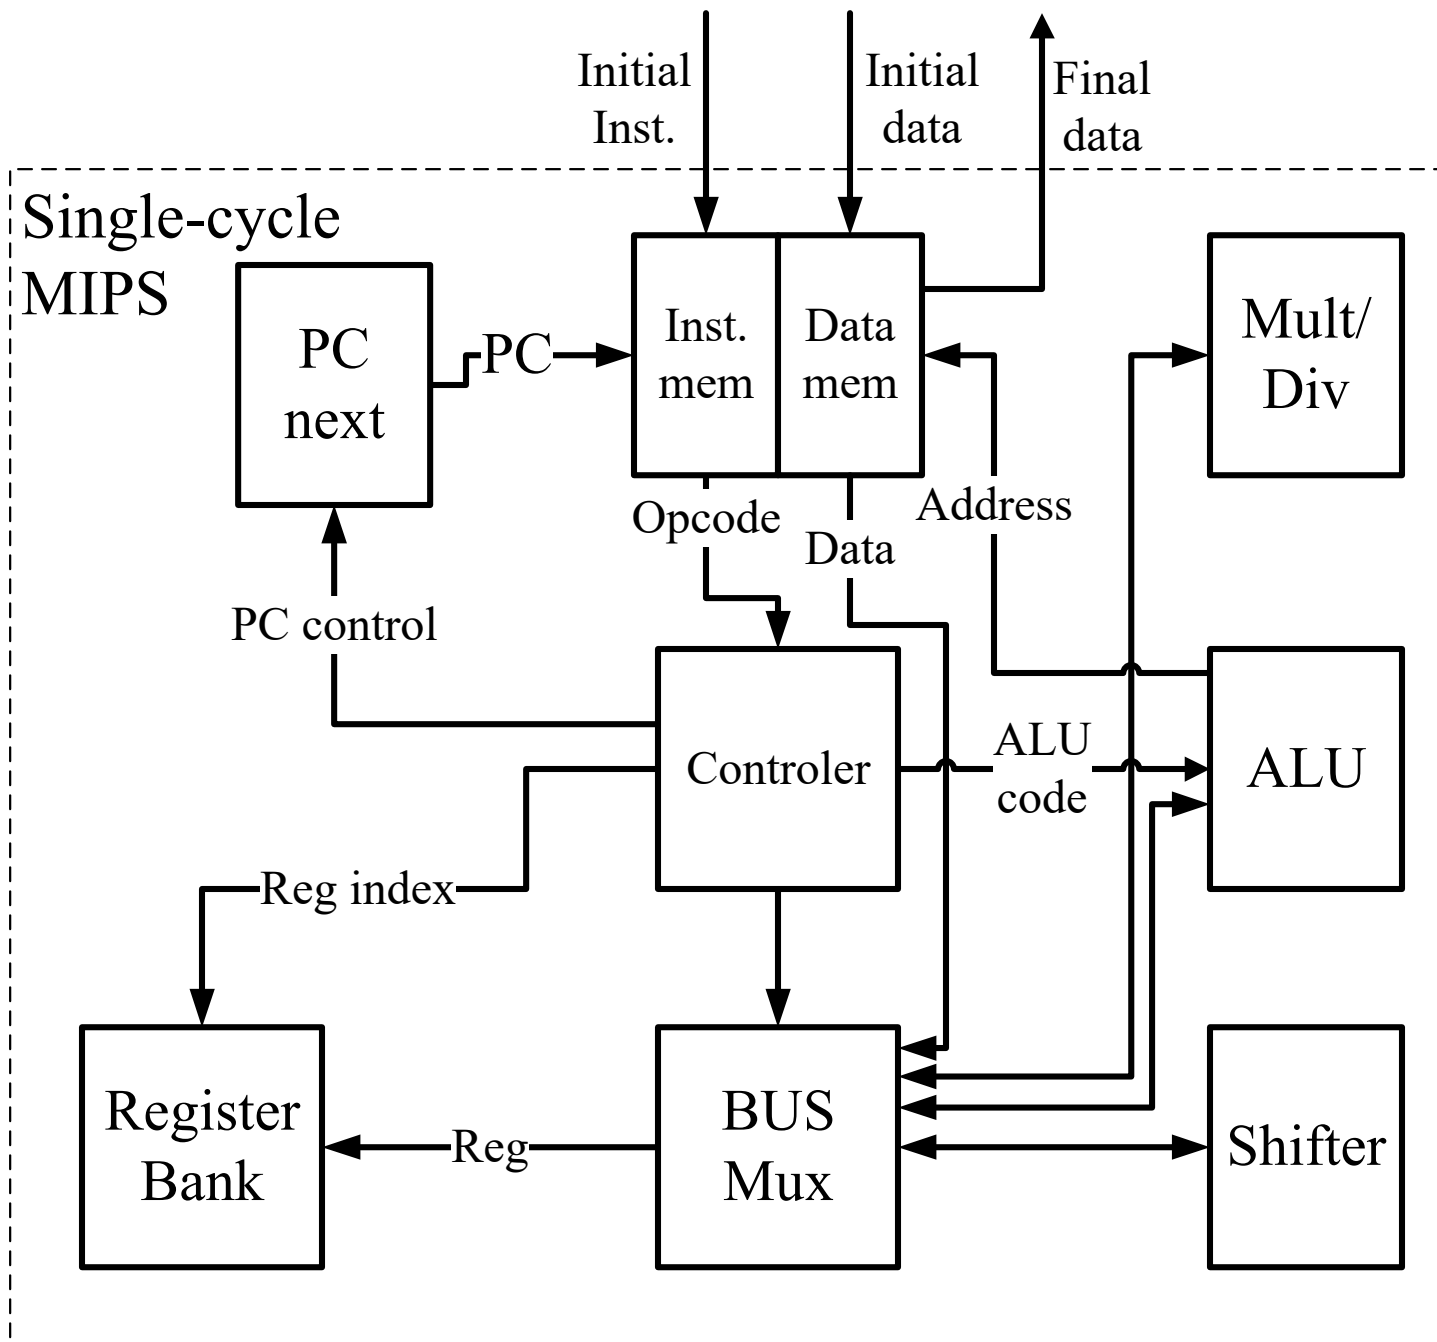 Initial
Inst.
Initial
data
Final
data
Single-cycle
MIPS
PC
next
PC
Inst.
mem
Data
mem
Mult/
Div
Opcode
Data
Address
PC control
Controler
ALU
code
ALU
Reg index
Register
Bank
Reg
BUS
Mux
Shifter